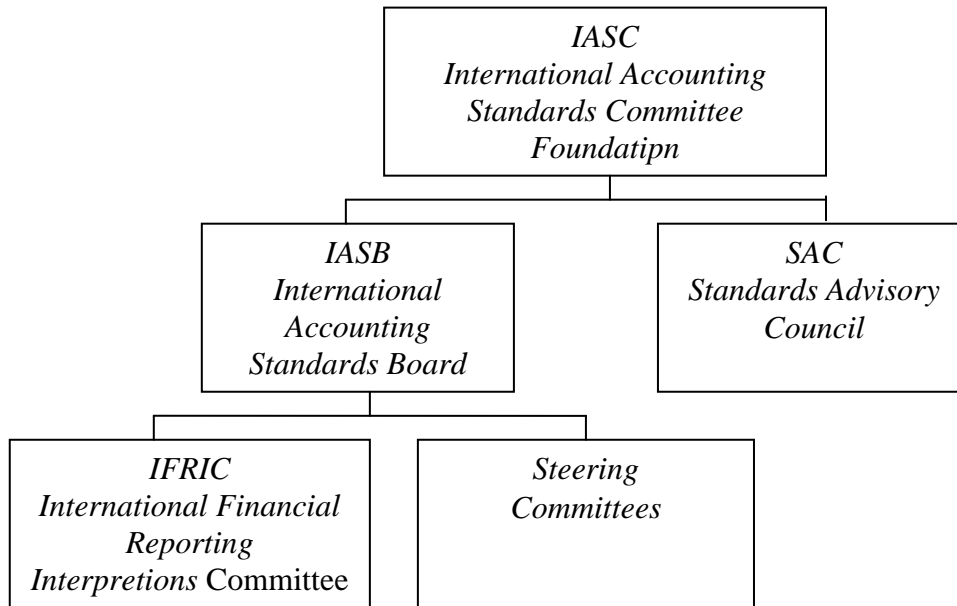 IASC
International Accounting
Standards Committee
Foundatipn
IASB
International
Accounting
Standards Board
SAC
Standards Advisory
Council
IFRIC
International Financial
Reporting
Interpretions Committee
Steering
Committees